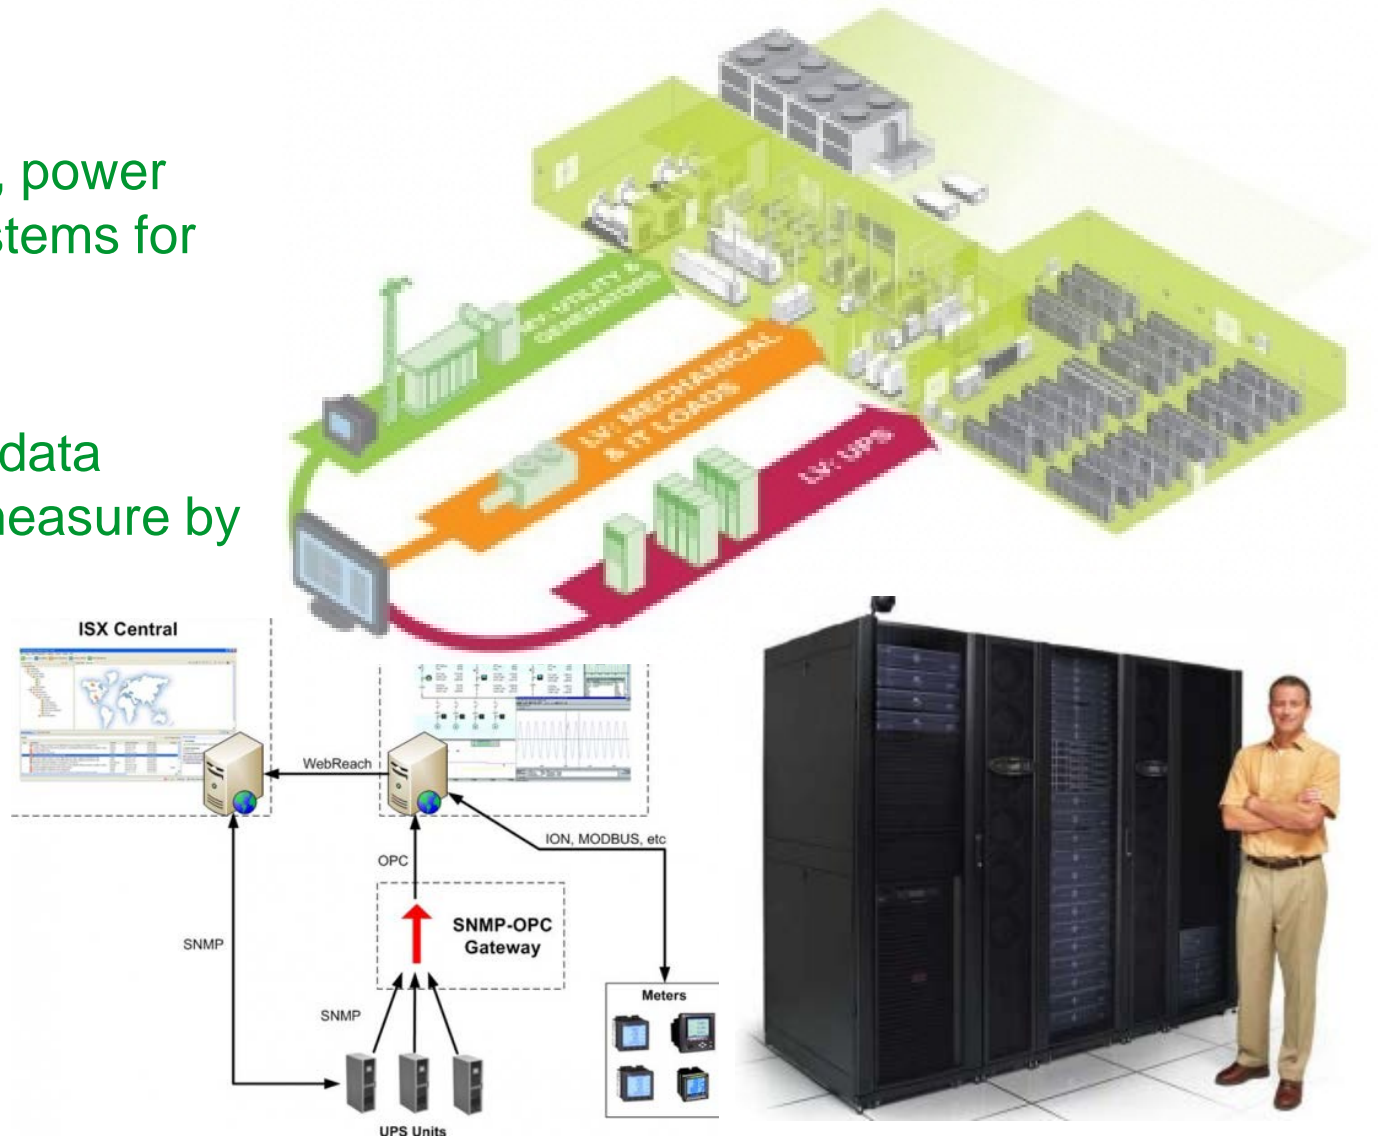 , power
stems for
data
neasure by
MV: UTILITY &
GENERATORS
LV: MECHANICAL
& IT LOADS
LV: UPS
ISX Central
WebReach
ION, MODBUS, etc
OPC
SNMP-OPC
Gateway
SNMP
SNMP
Meters
UPS Units